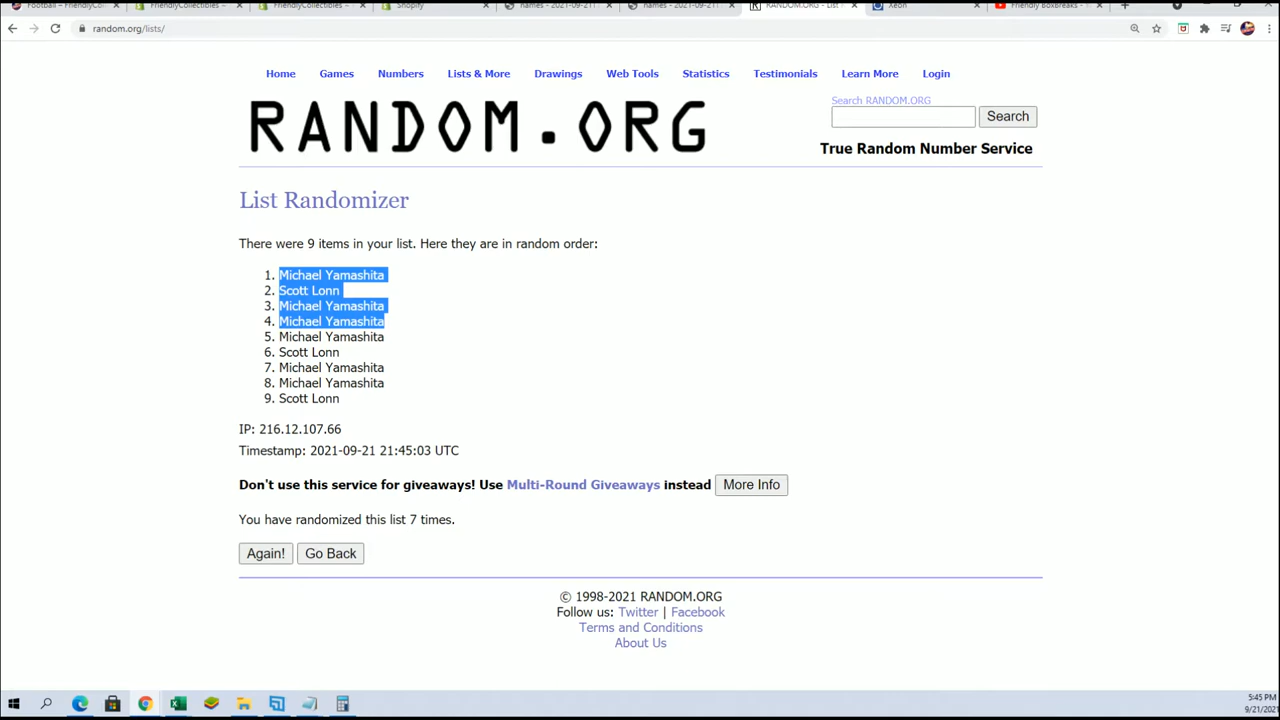 Football – FriendlyCol
FriendlyCollectibles ~
FriendlyCollectibles ~
Shopify
names - 2021-09-21T
names - 2021-09-21T
RANDOM.ORG - List
Xeon
Friendly BoxBreaks - Y
random.org/lists/
Home Games Numbers Lists & More Drawings Web Tools Statistics Testimonials Learn More Login
Search RANDOM.ORG
RANDOM.ORG
Search
True Random Number Service
List Randomizer
There were 9 items in your list. Here they are in random order:
1. Michael Yamashita
2. Scott Lonn
3. Michael Yamashita
4. Michael Yamashita
5. Michael Yamashita
6. Scott Lonn
7. Michael Yamashita
8. Michael Yamashita
9. Scott Lonn
IP: 216.12.107.66
Timestamp: 2021-09-21 21:45:03 UTC
Don't use this service for giveaways! Use Multi-Round Giveaways instead More Info
You have randomized this list 7 times.
Again! Go Back
© 1998-2021 RANDOM.ORG
Follow us: Twitter | Facebook
Terms and Conditions
About Us
5:45 PM
9/21/2021